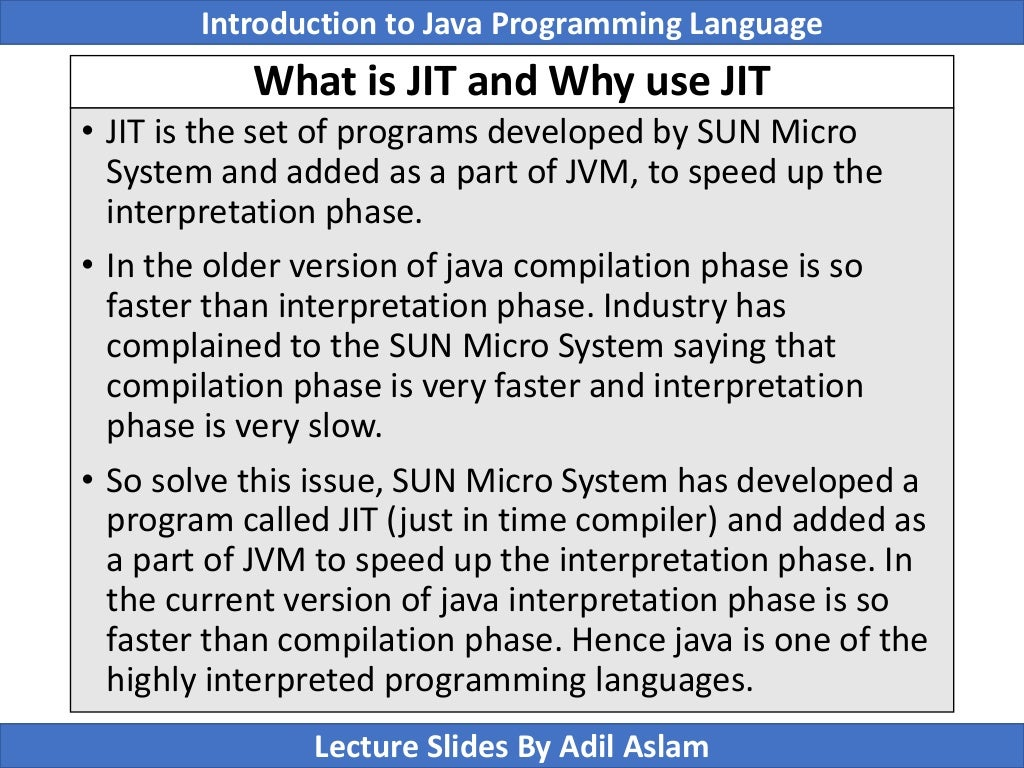 Introduction to Java Programming Language
What is JIT and Why use JIT
• JIT is the set of programs developed by SUN Micro
System and added as a part of JVM, to speed up the
interpretation phase.
• In the older version of java compilation phase is so
faster than interpretation phase. Industry has
complained to the SUN Micro System saying that
compilation phase is very faster and interpretation
phase is very slow.
• So solve this issue, SUN Micro System has developed a
program called JIT (just in time compiler) and added as
a part of JVM to speed up the interpretation phase. In
the current version of java interpretation phase is so
faster than compilation phase. Hence java is one of the
highly interpreted programming languages.
Lecture Slides By Adil Aslam